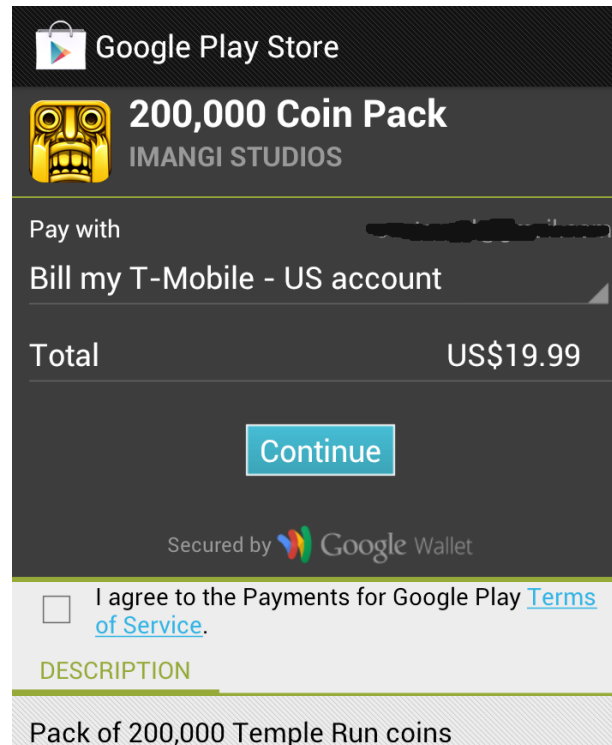 Google Play Store
200,000 Coin Pack
IMANGI STUDIOS
Pay with
Bill my T-Mobile - US account
Total US$19.99
Continue
Secured by Google Wallet
I agree to the Payments for Google Play Terms
of Service.
DESCRIPTION
Pack of 200,000 Temple Run coins